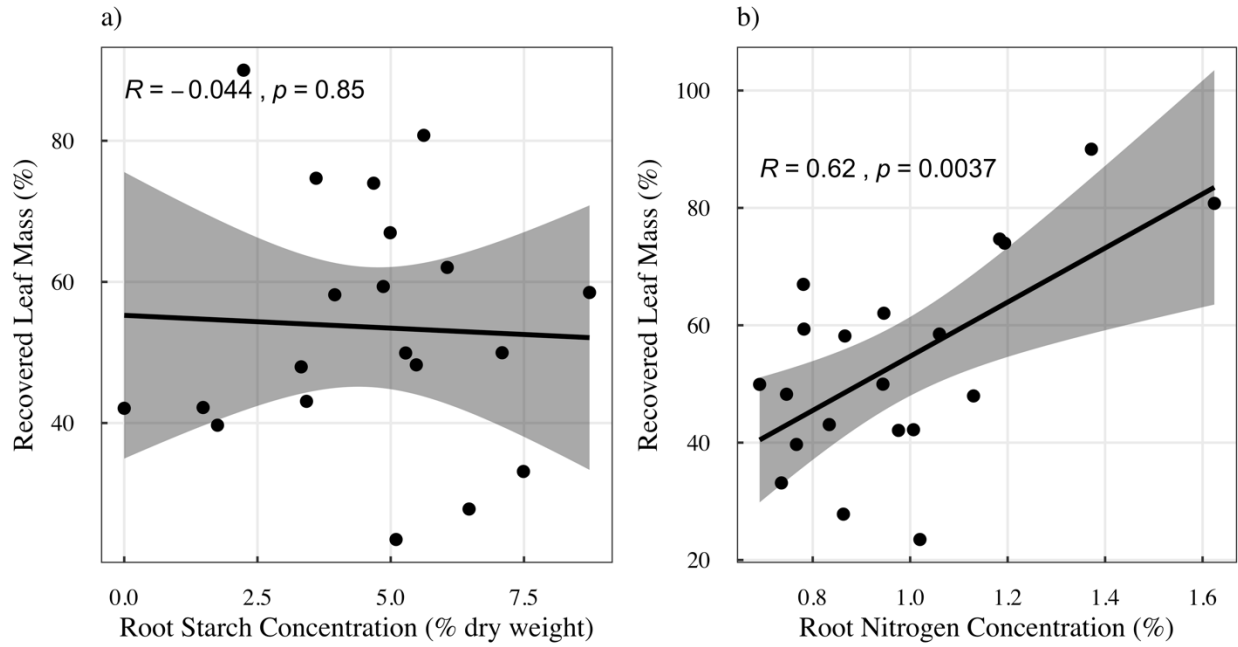 a)
R = −0.044 , p = 0.85
80
60
40
Recovered Leaf Mass (%)
0.0 2.5 5.0 7.5
Root Starch Concentration (% dry weight)
b)
R = 0.62 , p = 0.0037
100
80
60
40
20
Recovered Leaf Mass (%)
0.8 1.0 1.2 1.4 1.6
Root Nitrogen Concentration (%)